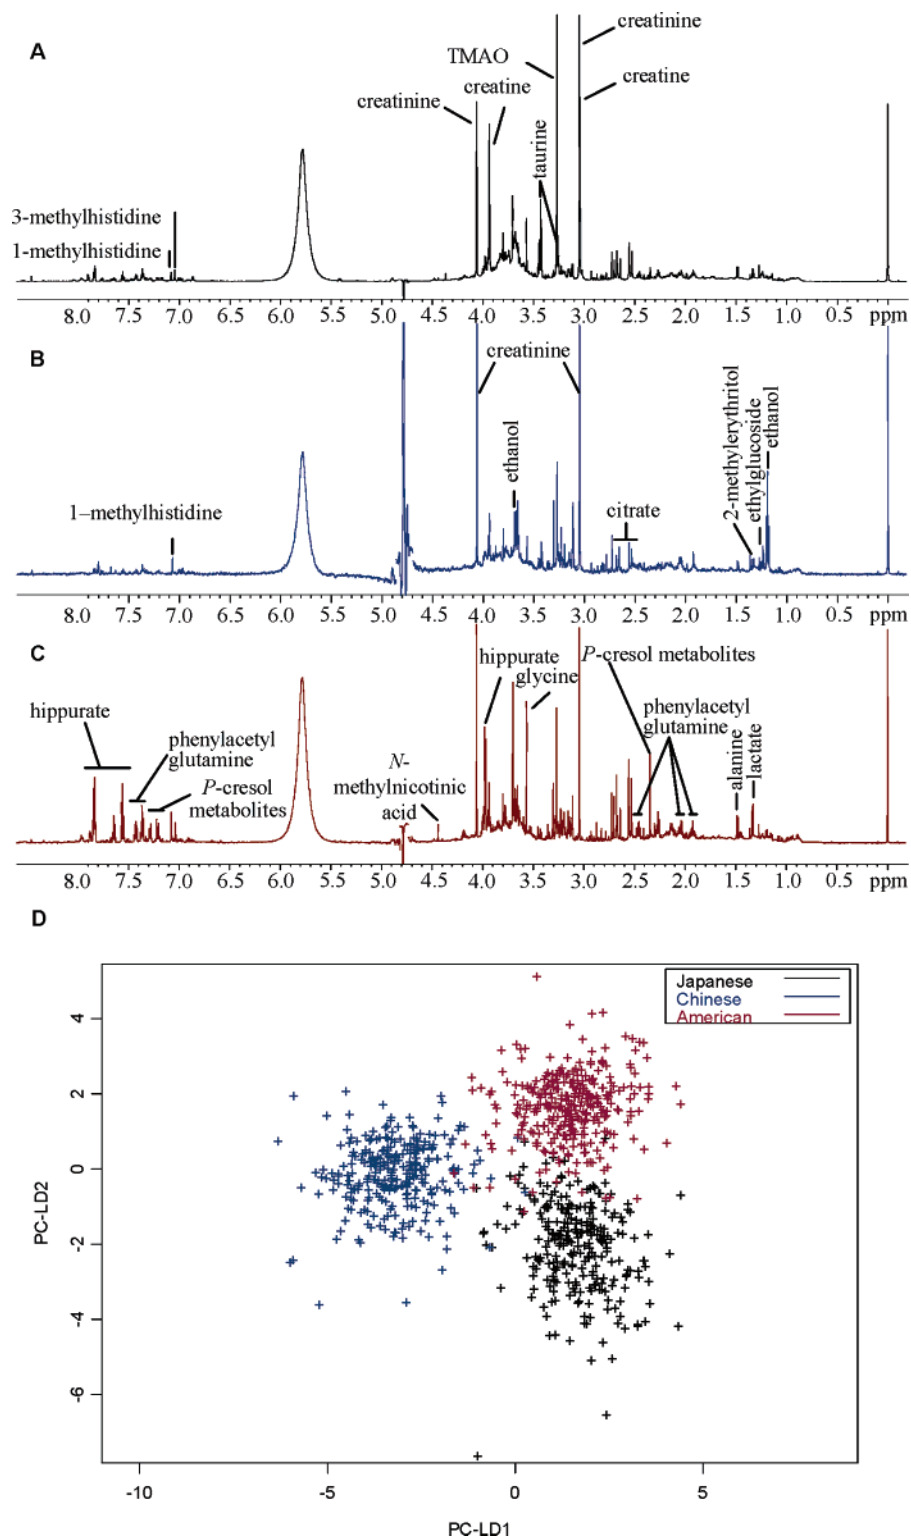 A
creatinine
TMAO
creatine
creatine
creatinine
taurine
3-methylhistidine
1-methylhistidine
8.0 7.5 7.0 6.5 6.0 5.5 5.0 4.5 4.0 3.5 3.0 2.5 2.0 1.5 1.0 0.5 ppm
B
creatinine
ethanol
2-methylerythritol
ethylglucoside
ethanol
1–methylhistidine
citrate
8.0 7.5 7.0 6.5 6.0 5.5 5.0 4.5 4.0 3.5 3.0 2.5 2.0 1.5 1.0 0.5 ppm
C
hippurate
P-cresol metabolites
glycine
hippurate
phenylacetyl
glutamine
phenylacetyl
glutamine
P-cresol
metabolites
N-
methylnicotinic
acid
alanine
lactate
8.0 7.5 7.0 6.5 6.0 5.5 5.0 4.5 4.0 3.5 3.0 2.5 2.0 1.5 1.0 0.5 ppm
D
Japanese
Chinese
American
4
2
0
-2
-4
-6
PC-LD2
-10 -5 0 5
PC-LD1